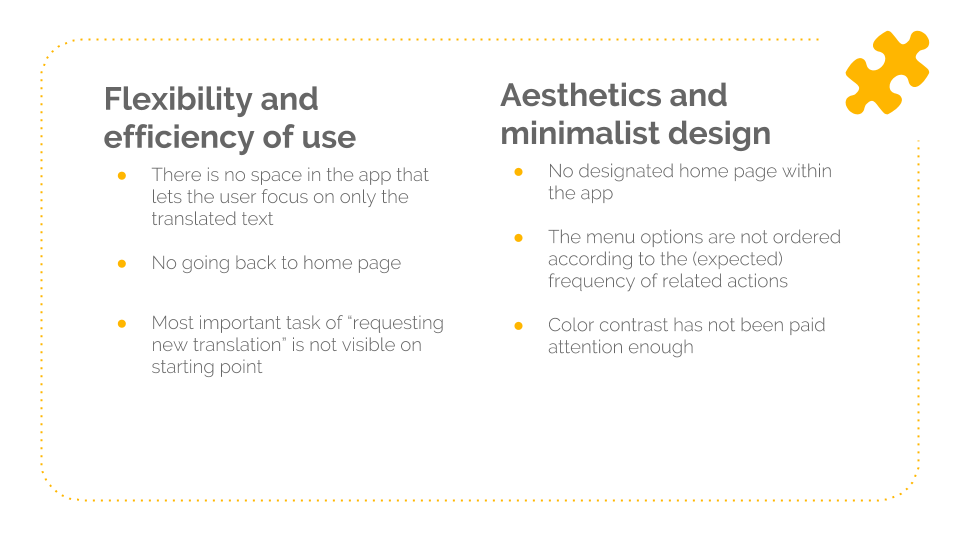 Flexibility and
efficiency of use
● There is no space in the app that
lets the user focus on only the
translated text
● No going back to home page
● Most important task of “requesting
new translation” is not visible on
starting point
Aesthetics and
minimalist design
● No designated home page within
the app
● The menu options are not ordered
according to the (expected)
frequency of related actions
● Color contrast has not been paid
attention enough